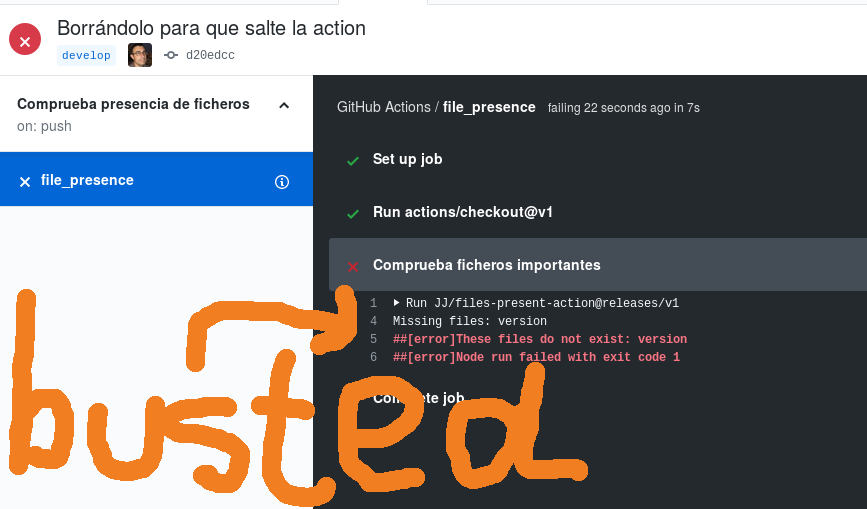 Borrándolo para que salte la action
develop d20edcc
Comprueba presencia de ficheros
on: push
file_presence
GitHub Actions / file_presence failing 22 seconds ago in 7s
Set up job
Run actions/checkout@v1
Comprueba ficheros importantes
1 Run JJ/files-present-action@releases/v1
4 Missing files: version
5 ##[error]These files do not exist: version
6 ##[error]Node run failed with exit code 1
Complete job
busted